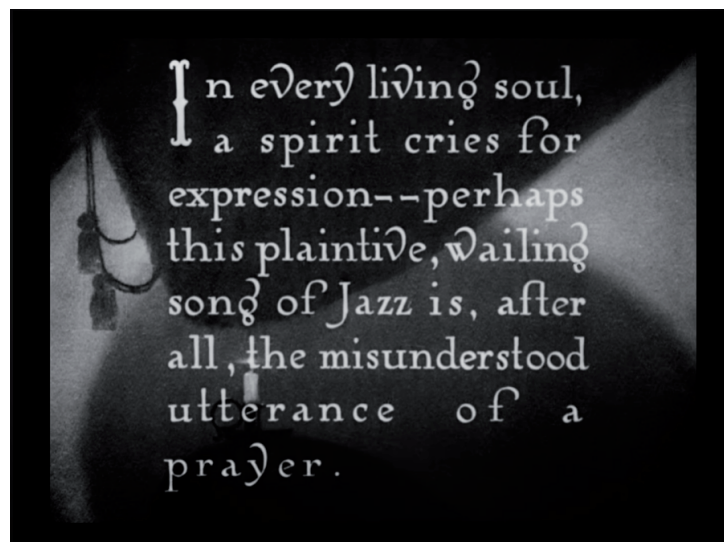 In every living soul,
a spirit cries for
expression--perhaps
this plaintive, wailing
song of Jazz is, after
all, the misunderstood
utterance of a
prayer.